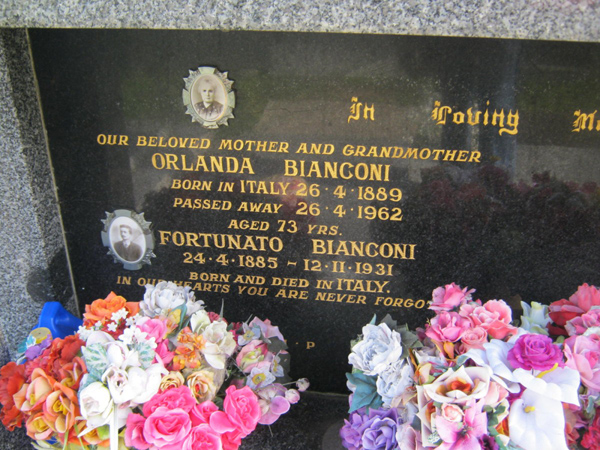 In Loving
OUR BELOVED MOTHER AND GRANDMOTHER
ORLANDA BIANCONI
BORN IN ITALY 26·4·1889
PASSED AWAY 26·4·1962
AGED 73 YRS.
FORTUNATO BIANCONI
24·4·1885 ~ 12·11·1931
BORN AND DIED IN ITALY.
IN OUR HEARTS YOU ARE NEVER FORGO
P